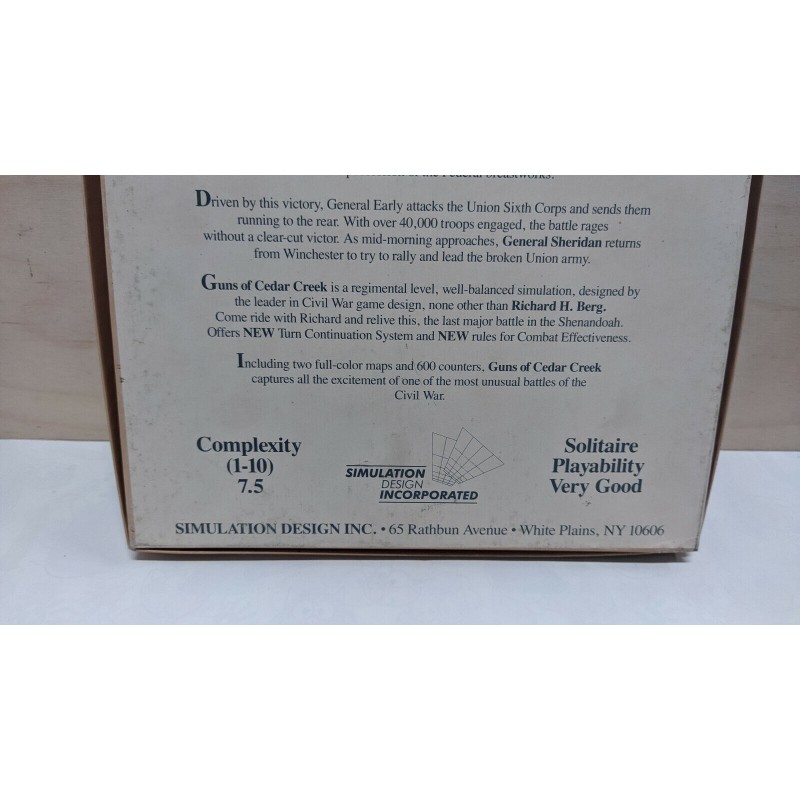 Federal breastworks.
Driven by this victory, General Early attacks the Union Sixth Corps and sends them
running to the rear. With over 40,000 troops engaged, the battle rages
without a clear-cut victor. As mid-morning approaches, General Sheridan returns
from Winchester to try to rally and lead the broken Union army.
Guns of Cedar Creek is a regimental level, well-balanced simulation, designed by
the leader in Civil War game design, none other than Richard H. Berg.
Come ride with Richard and relive this, the last major battle in the Shenandoah.
Offers NEW Turn Continuation System and NEW rules for Combat Effectiveness.
Including two full-color maps and 600 counters, Guns of Cedar Creek
captures all the excitement of one of the most unusual battles of the
Civil War.
Complexity
(1-10)
7.5
SIMULATION
DESIGN
INCORPORATED
Solitaire
Playability
Very Good
SIMULATION DESIGN INC. • 65 Rathbun Avenue • White Plains, NY 10606